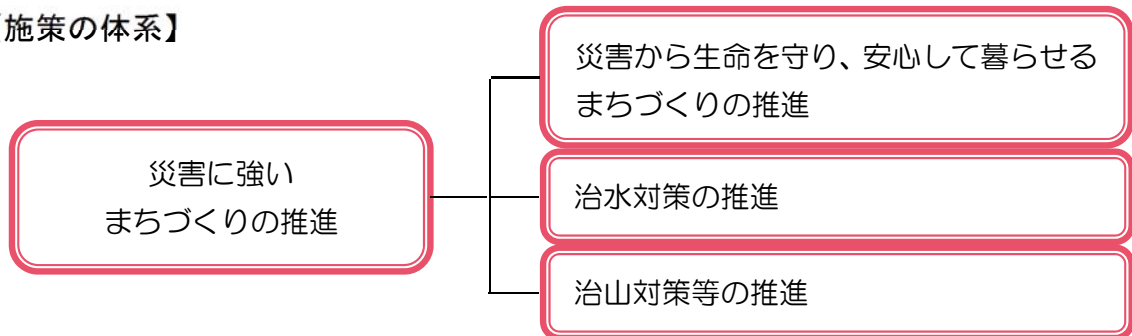 施策の体系】
災害から生命を守り、安心して暮らせる
まちづくりの推進
災害に強い
まちづくりの推進
治水対策の推進
治山対策等の推進